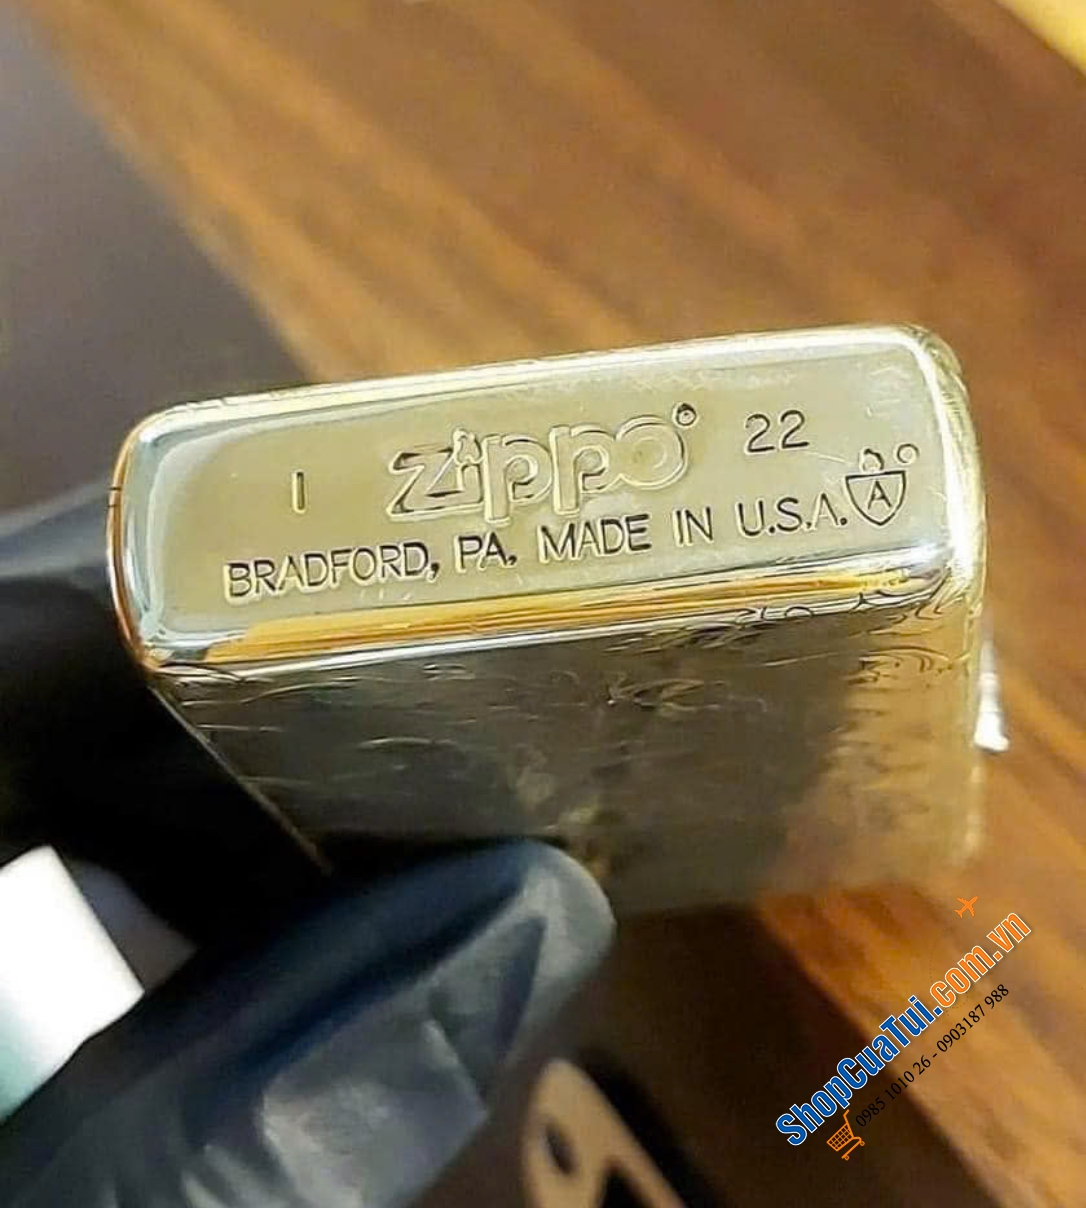 I zippo 22
BRADFORD, PA. MADE IN U.S.A. A
ShopCuaTui.com.vn
0985 1010 26 - 0903187 988